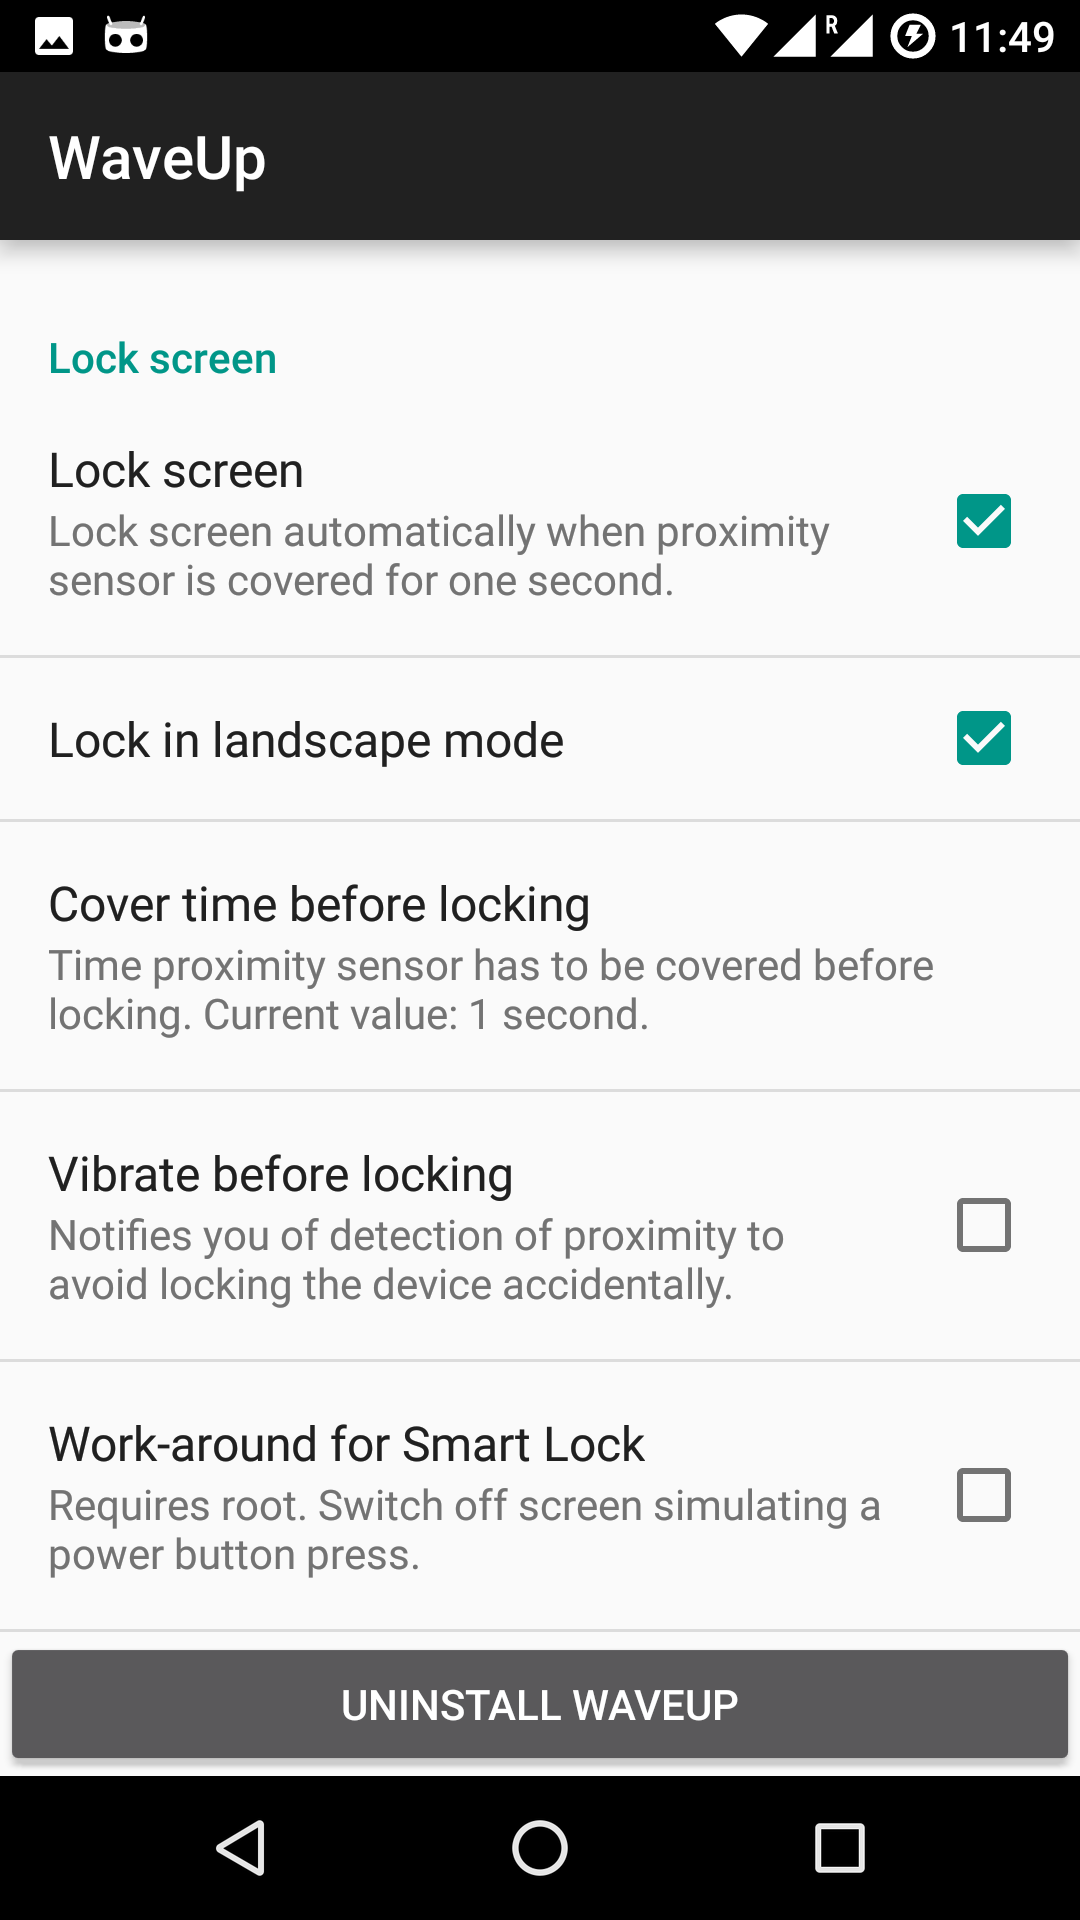 R 11:49
WaveUp
Lock screen
Lock screen
Lock screen automatically when proximity
sensor is covered for one second.
Lock in landscape mode
Cover time before locking
Time proximity sensor has to be covered before
locking. Current value: 1 second.
Vibrate before locking
Notifies you of detection of proximity to
avoid locking the device accidentally.
Work-around for Smart Lock
Requires root. Switch off screen simulating a
power button press.
UNINSTALL WAVEUP